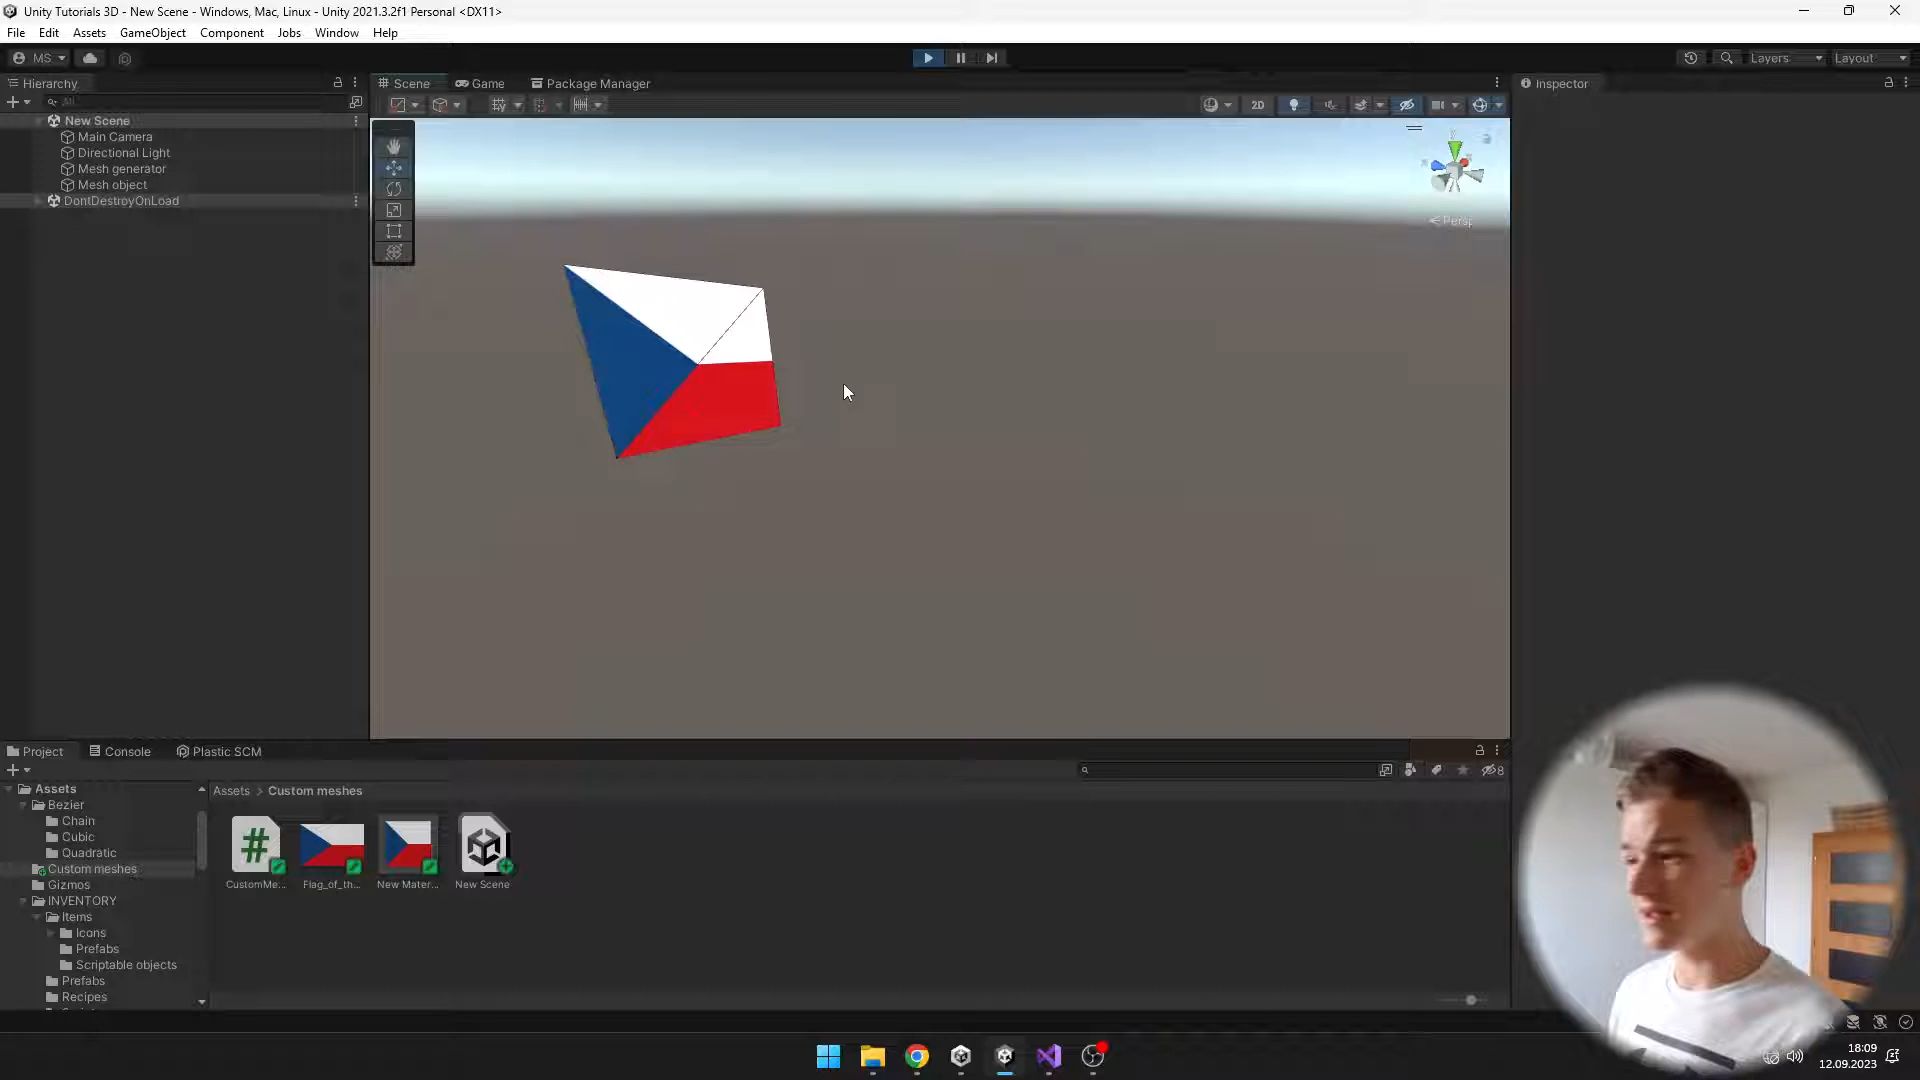 Unity Tutorials 3D - New Scene - Windows, Mac, Linux - Unity 2021.3.2f1 Personal <DX11>
File Edit Assets GameObject Component Jobs Window Help
MS Layers Layout
Hierarchy
All
New Scene
Main Camera
Directional Light
Mesh generator
Mesh object
DontDestroyOnLoad
Scene Game Package Manager
2D
Persp
Inspector
Project Console Plastic SCM
8
Assets
Bezier
Chain
Cubic
Quadratic
Custom meshes
Gizmos
INVENTORY
Items
Icons
Prefabs
Scriptable objects
Prefabs
Recipes
Assets > Custom meshes
CustomMe... Flag_of_th... New Mater... New Scene
18:09
12.09.2023